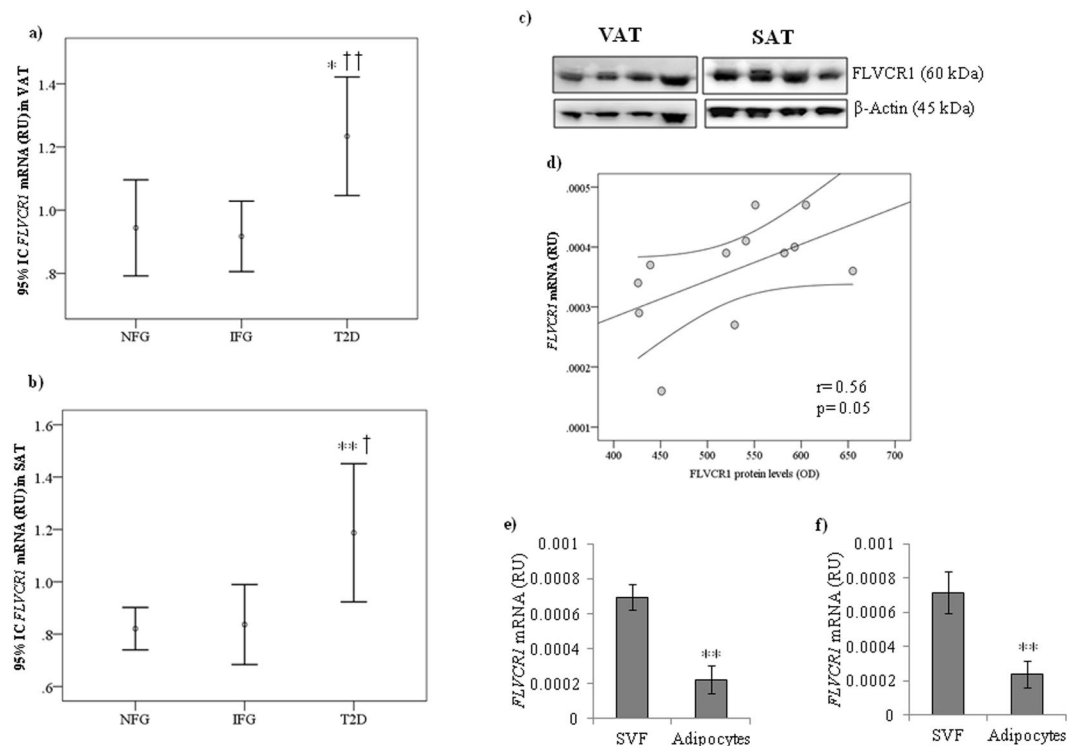 a)
95% IC FLVCR1 mRNA (RU) in VAT
1.4
1.2
1.0
.8
* ††
NFG
IFG
T2D
b)
95% IC FLVCR1 mRNA (RU) in SAT
1.6
1.4
1.2
1.0
.8
.6
** †
NFG
IFG
T2D
c)
VAT
SAT
FLVCR1 (60 kDa)
β-Actin (45 kDa)
d)
FLVCR1 mRNA (RU)
.0005
.0004
.0003
.0002
.0001
r= 0.56
p= 0.05
400
450
500
550
600
650
700
FLVCR1 protein levels (OD)
e)
FLVCR1 mRNA (RU)
0.001
0.0008
0.0006
0.0004
0.0002
0
**
SVF
Adipocytes
f)
FLVCR1 mRNA (RU)
0.001
0.0008
0.0006
0.0004
0.0002
0
**
SVF
Adipocytes